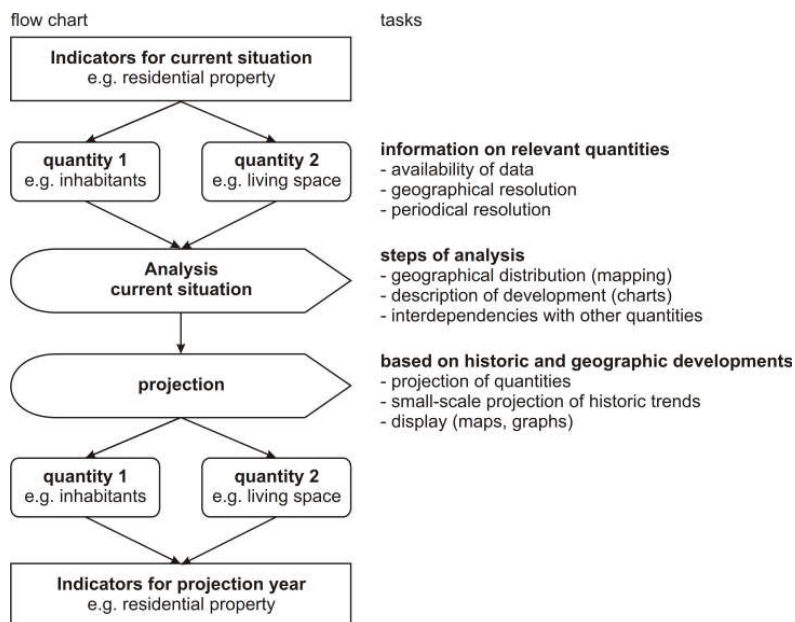 flow chart
tasks
Indicators for current situation
e.g. residential property
quantity 1
e.g. inhabitants
quantity 2
e.g. living space
information on relevant quantities
- availability of data
- geographical resolution
- periodical resolution
Analysis
current situation
steps of analysis
- geographical distribution (mapping)
- description of development (charts)
- interdependencies with other quantities
projection
based on historic and geographic developments
- projection of quantities
- small-scale projection of historic trends
- display (maps, graphs)
quantity 1
e.g. inhabitants
quantity 2
e.g. living space
Indicators for projection year
e.g. residential property